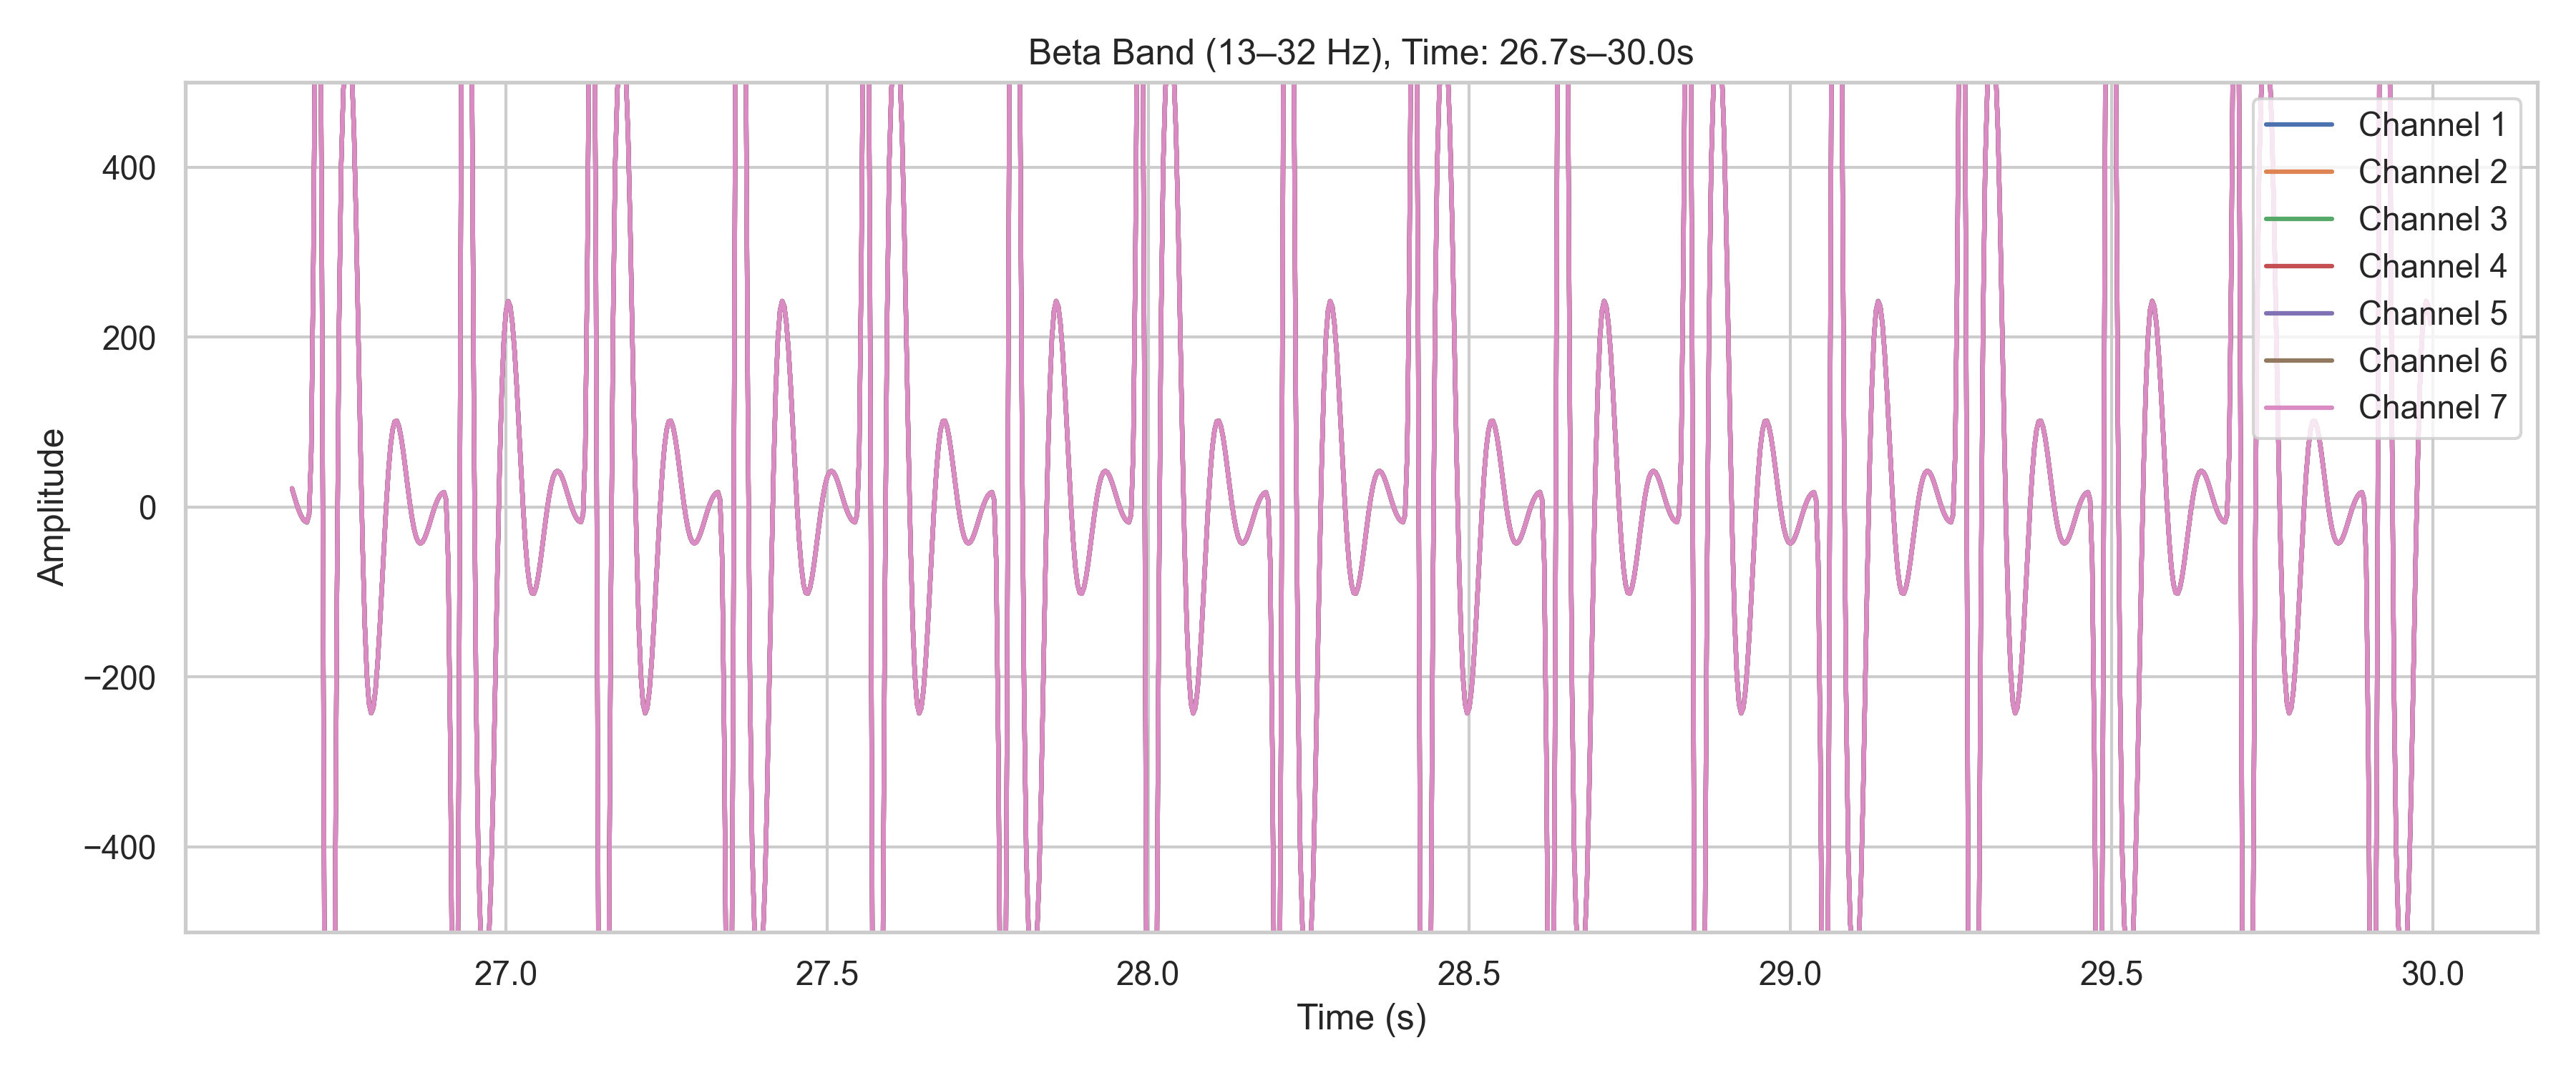 Beta Band (13–32 Hz), Time: 26.7s–30.0s
Amplitude
400
200
0
−200
−400
27.0
27.5
28.0
28.5
29.0
29.5
30.0
Time (s)
Channel 1
Channel 2
Channel 3
Channel 4
Channel 5
Channel 6
Channel 7